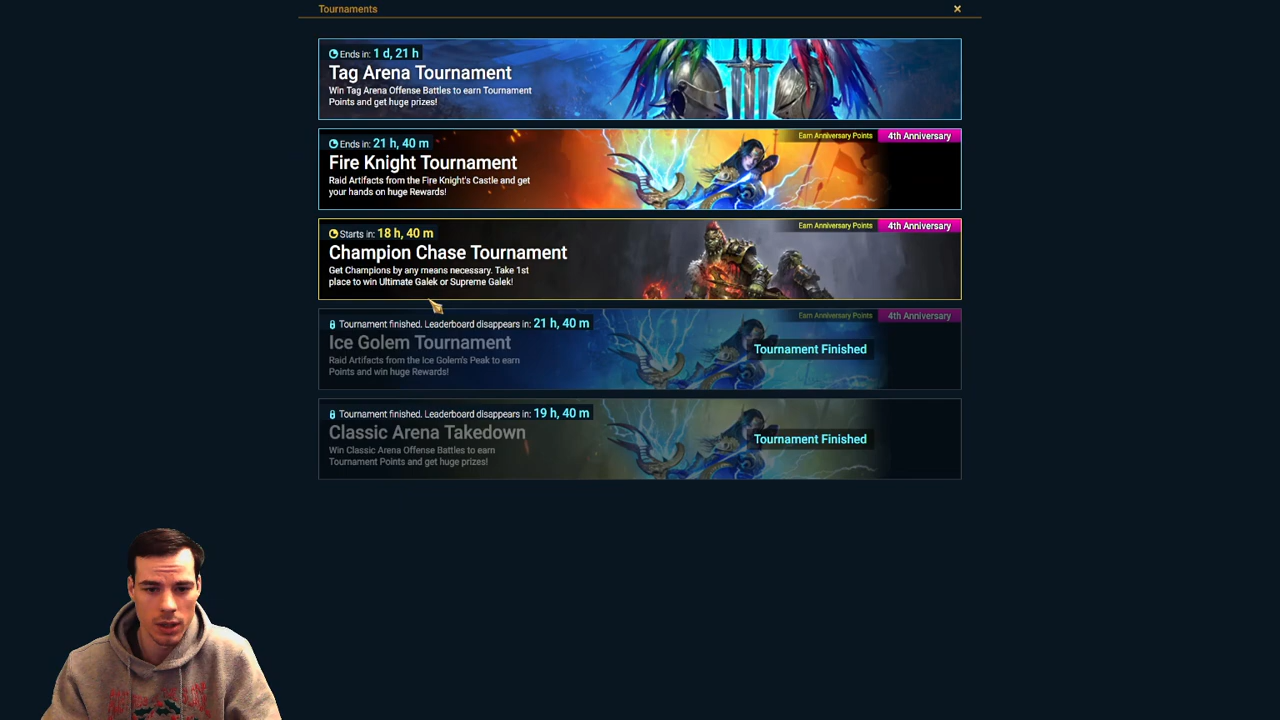 Tournaments
Ends in: 1 d, 21 h
Tag Arena Tournament
Win Tag Arena Offense Battles to earn Tournament
Points and get huge prizes!
Ends in: 21 h, 40 m
Earn Anniversary Points
4th Anniversary
Fire Knight Tournament
Raid Artifacts from the Fire Knight's Castle and get
your hands on huge Rewards!
Starts in: 18 h, 40 m
Earn Anniversary Points
4th Anniversary
Champion Chase Tournament
Get Champions by any means necessary. Take 1st
place to win Ultimate Galek or Supreme Galek!
Tournament finished. Leaderboard disappears in: 21 h, 40 m
Earn Anniversary Points
4th Anniversary
Ice Golem Tournament
Tournament Finished
Raid Artifacts from the Ice Golem's Peak to earn
Points and win huge Rewards!
Tournament finished. Leaderboard disappears in: 19 h, 40 m
Classic Arena Takedown
Tournament Finished
Win Classic Arena Offense Battles to earn
Tournament Points and get huge prizes!